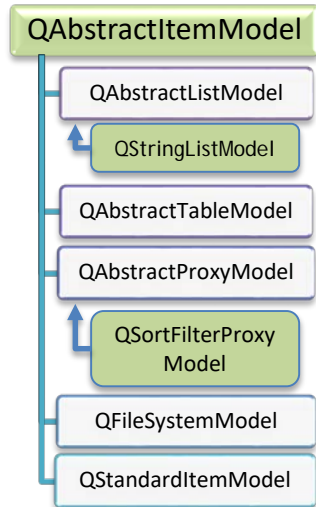 QAbstractItemModel
QAbstractListModel
QStringListModel
QAbstractTableModel
QAbstractProxyModel
QSortFilterProxy
Model
QFileSystemModel
QStandardItemModel